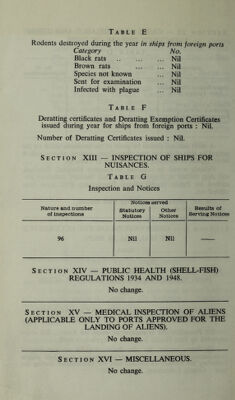 TABLE E
Rodents destroyed during the year in ships from foreign ports
Category No.
Black rats ... ... ... Nil
Brown rats ... ... Nil
Species not known ... Nil
Sent for examination ... Nil
Infected with plague ... Nil
TABLE F
Deratting certificates and Deratting Exemption Certificates
issued during year for ships from foreign ports : Nil.
Number of Deratting Certificates issued : Nil.
SECTION XIII — INSPECTION OF SHIPS FOR
NUISANCES.
TABLE G
Inspection and Notices
Nature and number of inspections
Notices served
Statutory Notices
Other Notices
Results of Serving Notices
96 Nil Nil —
SECTION XIV — PUBLIC HEALTH (SHELL-FISH)
REGULATIONS 1934 AND 1948.
No change.
SECTION XV — MEDICAL INSPECTION OF ALIENS
(APPLICABLE ONLY TO PORTS APPROVED FOR THE
LANDING OF ALIENS).
No change.
SECTION XVI — MISCELLANEOUS.
No change.